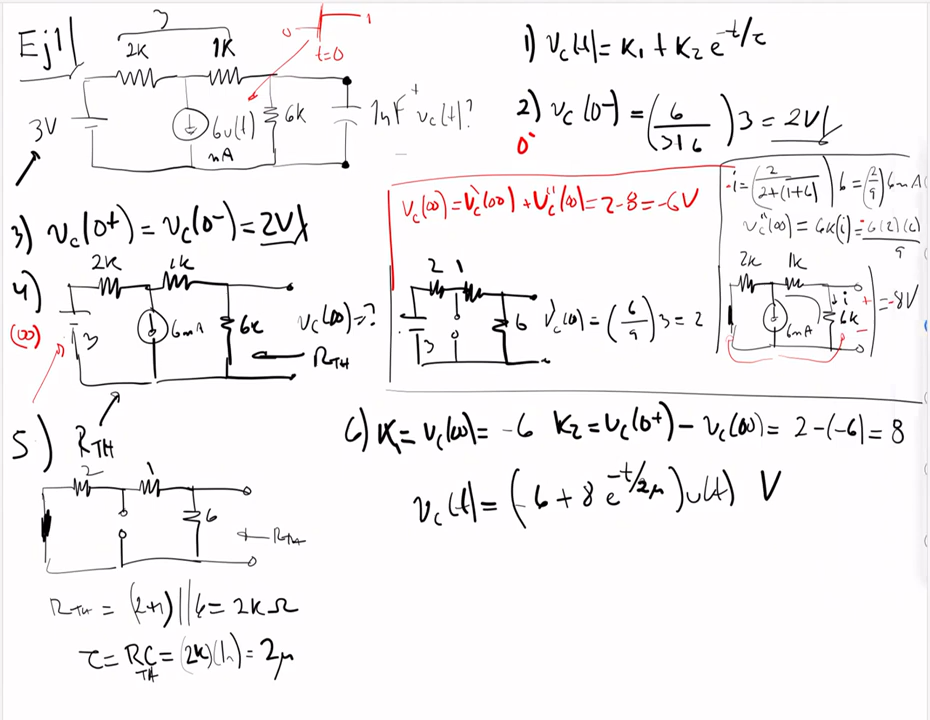 Ej1
3
2K 1K
0 1
t=0
3V
6u(t)
mA
6K
1nF
+
vc(t)?
1) vc(t) = K1 + K2 e^-t/τ
2) vc(0-) = (6/3+6) 3 = 2V
0-
3) vc(0+) = vc(0-) = 2V
4)
(∞)
2K 1K
3
6mA
6K
vc(∞)=?
RTH
vc(∞) = vc'(∞) + vc''(∞) = 2-8 = -6V
2 1
3
6
vc'(∞) = (6/9) 3 = 2
-i = (2/2+(1+6)) 6 = (2/9) 6mA
vc''(∞) = 6K(i) = -6(2)(6)/9
2K 1K
6mA
i
6K
+
-
= -8V
5) RTH
2 1
6
RTH
RTH = (2+1)||6 = 2KΩ
τ = RTH C = (2K)(1n) = 2μ
6) K1 = vc(∞) = -6 K2 = vc(0+) - vc(∞) = 2-(-6) = 8
vc(t) = (-6 + 8 e^-t/2μ) u(t) V